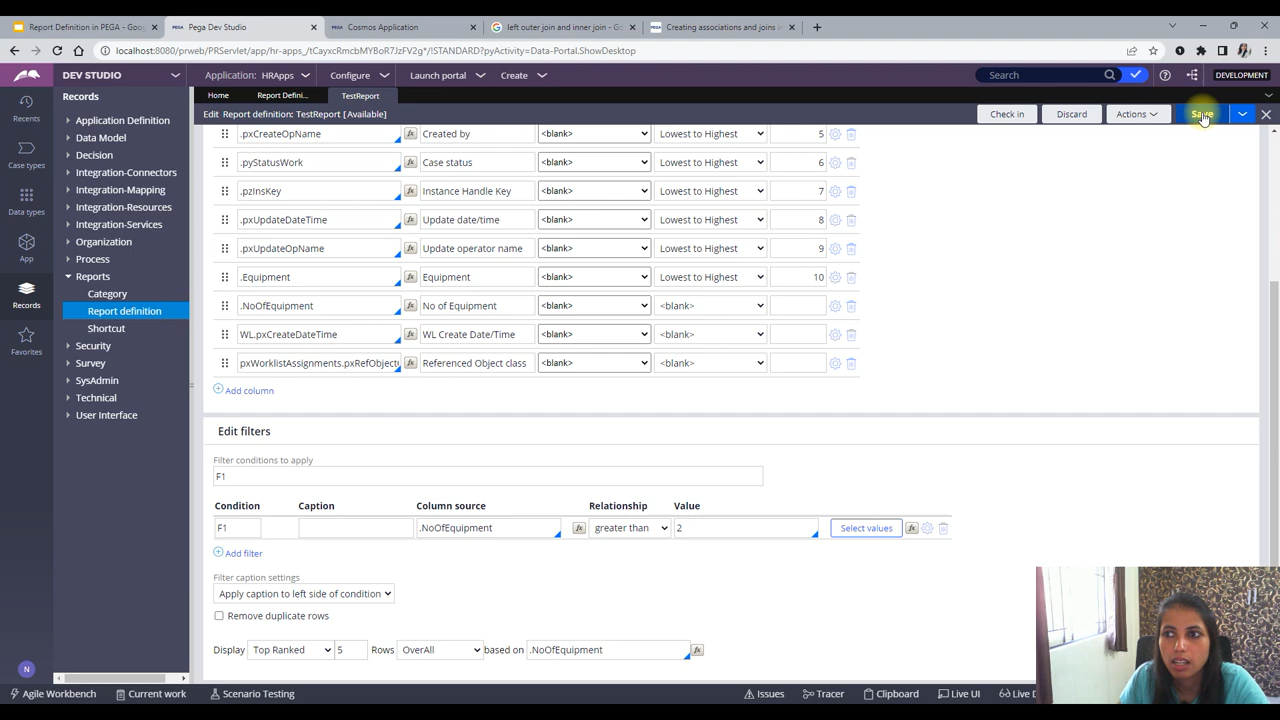 Report Definition in PEGA - Goog
Pega Dev Studio
Cosmos Application
left outer join and inner join - Go
Creating associations and joins in
localhost:8080/prweb/PRServlet/app/hr-apps_/tCayxcRmcbMYBoR7JzFV2g*/!STANDARD?pyActivity=Data-Portal.ShowDesktop
DEV STUDIO
Application: HRApps
Configure
Launch portal
Create
Search
DEVELOPMENT
Records
Home
Report Defini...
TestReport
Edit Report definition: TestReport [Available]
Check in
Discard
Actions
Save
Recents
Case types
Data types
App
Records
Favorites
Application Definition
Data Model
Decision
Integration-Connectors
Integration-Mapping
Integration-Resources
Integration-Services
Organization
Process
Reports
Category
Report definition
Shortcut
Security
Survey
SysAdmin
Technical
User Interface
.pxCreateOpName Created by <blank> Lowest to Highest 5
.pyStatusWork Case status <blank> Lowest to Highest 6
.pzInsKey Instance Handle Key <blank> Lowest to Highest 7
.pxUpdateDateTime Update date/time <blank> Lowest to Highest 8
.pxUpdateOpName Update operator name <blank> Lowest to Highest 9
.Equipment Equipment <blank> Lowest to Highest 10
.NoOfEquipment No of Equipment <blank> <blank>
WL.pxCreateDateTime WL Create Date/Time <blank> <blank>
pxWorklistAssignments.pxRefObject Referenced Object class <blank> <blank>
Add column
Edit filters
Filter conditions to apply
F1
Condition Caption Column source Relationship Value
F1 .NoOfEquipment greater than 2 Select values
Add filter
Filter caption settings
Apply caption to left side of condition
Remove duplicate rows
Display Top Ranked 5 Rows OverAll based on .NoOfEquipment
N
Agile Workbench
Current work
Scenario Testing
Issues
Tracer
Clipboard
Live UI
Live D